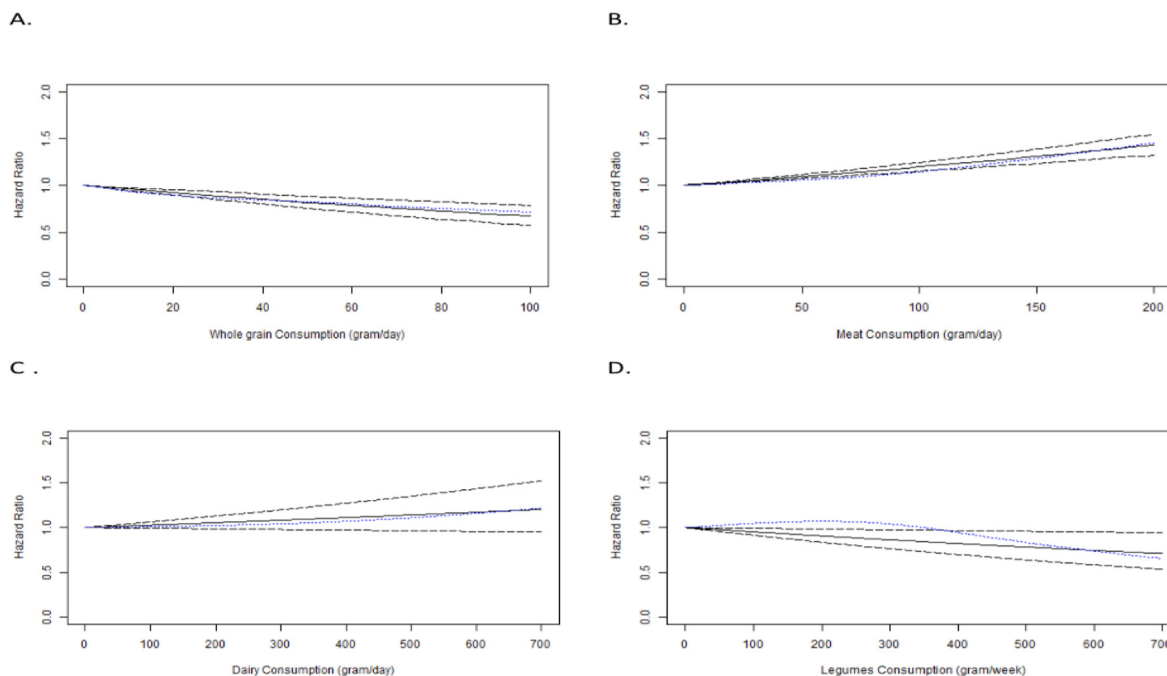 A.
B.
2.0
1.5
1.0
0.5
0.0
Hazard Ratio
0 20 40 60 80 100
Whole grain Consumption (gram/day)
2.0
1.5
1.0
0.5
0.0
Hazard Ratio
0 50 100 150 200
Meat Consumption (gram/day)
C .
D.
2.0
1.5
1.0
0.5
0.0
Hazard Ratio
0 100 200 300 400 500 600 700
Dairy Consumption (gram/day)
2.0
1.5
1.0
0.5
0.0
Hazard Ratio
0 100 200 300 400 500 600 700
Legumes Consumption (gram/week)